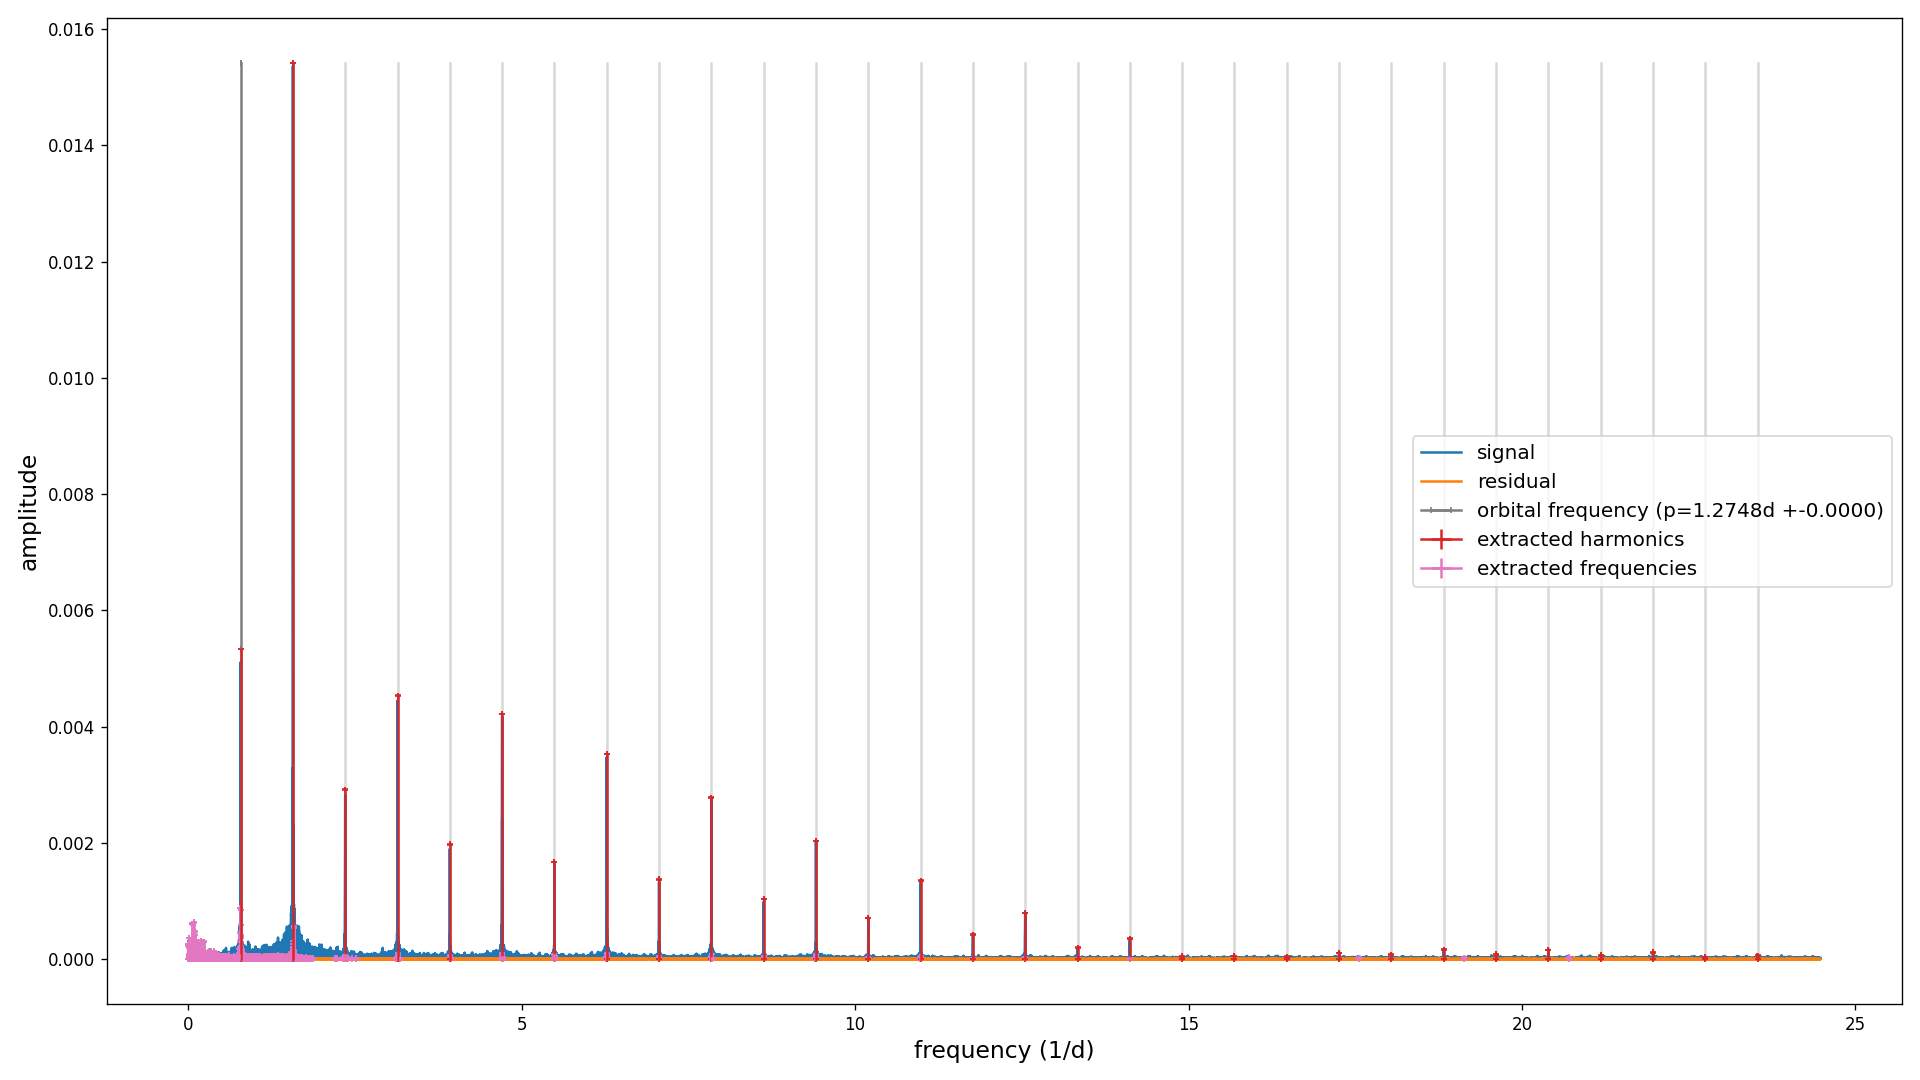 0.016
0.014
0.012
0.010
0.008
0.006
0.004
0.002
0.000
amplitude
signal
residual
orbital frequency (p=1.2748d +-0.0000)
extracted harmonics
extracted frequencies
0 5 10 15 20 25
frequency (1/d)